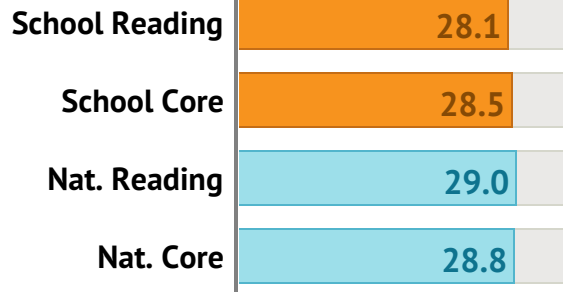 School Reading 28.1
School Core 28.5
Nat. Reading 29.0
Nat. Core 28.8